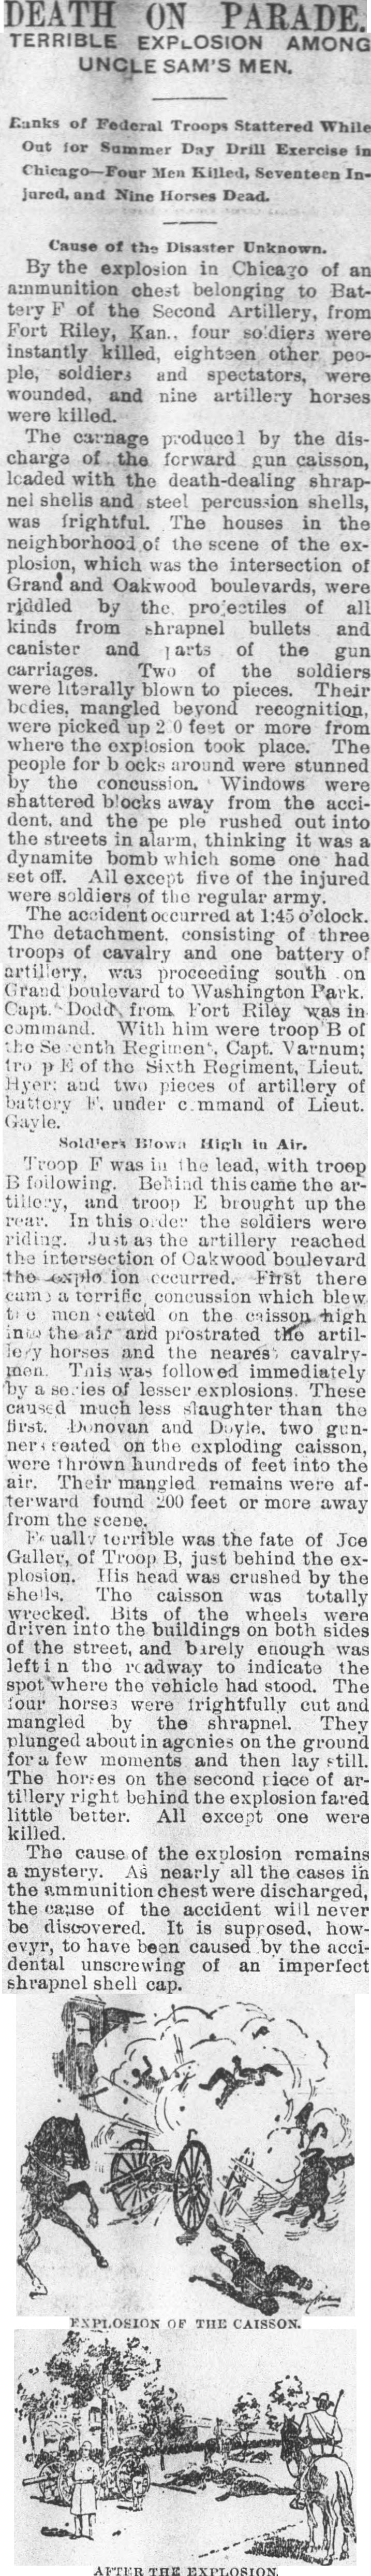 DEATH ON PARADE.
TERRIBLE EXPLOSION AMONG
UNCLE SAM'S MEN.
Ranks of Federal Troops Stattered While
Out for Summer Day Drill Exercise in
Chicago—Four Men Killed, Seventeen In-
jured, and Nine Horses Dead.
Cause of the Disaster Unknown.
By the explosion in Chicago of an
ammunition chest belonging to Bat-
tery F of the Second Artillery, from
Fort Riley, Kan., four soldiers were
instantly killed, eighteen other peo-
ple, soldiers and spectators, were
wounded, and nine artillery horses
were killed.
The carnage produced by the dis-
charge of the forward gun caisson,
loaded with the death-dealing shrap-
nel shells and steel percussion shells,
was frightful. The houses in the
neighborhood of the scene of the ex-
plosion, which was the intersection of
Grand and Oakwood boulevards, were
riddled by the projectiles of all
kinds from shrapnel bullets and
canister and parts of the gun
carriages. Two of the soldiers
were literally blown to pieces. Their
bodies, mangled beyond recognition,
were picked up 2 0 feet or more from
where the explosion took place. The
people for b ocks around were stunned
by the concussion. Windows were
shattered blocks away from the acci-
dent, and the pe ple rushed out into
the streets in alarm, thinking it was a
dynamite bomb which some one had
set off. All except five of the injured
were soldiers of the regular army.
The accident occurred at 1:45 o'clock.
The detachment, consisting of three
troops of cavalry and one battery of
artillery, was proceeding south on
Grand boulevard to Washington Park.
Capt. Dodd, from Fort Riley was in
command. With him were troop B of
the Seventh Regiment, Capt. Varnum;
tro p E of the Sixth Regiment, Lieut.
Hyer; and two pieces of artillery of
battery F, under c mmand of Lieut.
Gayle.
Soldiers Blown High in Air.
Troop F was in the lead, with troop
B following. Behind this came the ar-
tillery, and troop E brought up the
rear. In this order the soldiers were
riding. Just as the artillery reached
the intersection of Oakwood boulevard
the explo ion occurred. First there
came a terrific concussion which blew
the men seated on the caisson high
into the air and prostrated the artil-
lery horses and the nearest cavalry-
men. This was followed immediately
by a series of lesser explosions. These
caused much less slaughter than the
first. Donovan and Doyle, two gun-
ners seated on the exploding caisson,
were thrown hundreds of feet into the
air. Their mangled remains were af-
terward found 200 feet or more away
from the scene.
Equally terrible was the fate of Joe
Galler, of Troop B, just behind the ex-
plosion. His head was crushed by the
shells. The caisson was totally
wrecked. Bits of the wheels were
driven into the buildings on both sides
of the street, and barely enough was
left i n the roadway to indicate the
spot where the vehicle had stood. The
four horses were frightfully cut and
mangled by the shrapnel. They
plunged about in agonies on the ground
for a few moments and then lay still.
The horses on the second piece of ar-
tillery right behind the explosion fared
little better. All except one were
killed.
The cause of the explosion remains
a mystery. As nearly all the cases in
the ammunition chest were discharged,
the cause of the accident will never
be discovered. It is supposed, how-
evyr, to have been caused by the acci-
dental unscrewing of an imperfect
shrapnel shell cap.
EXPLOSION OF THE CAISSON.
AFTER THE EXPLOSION.